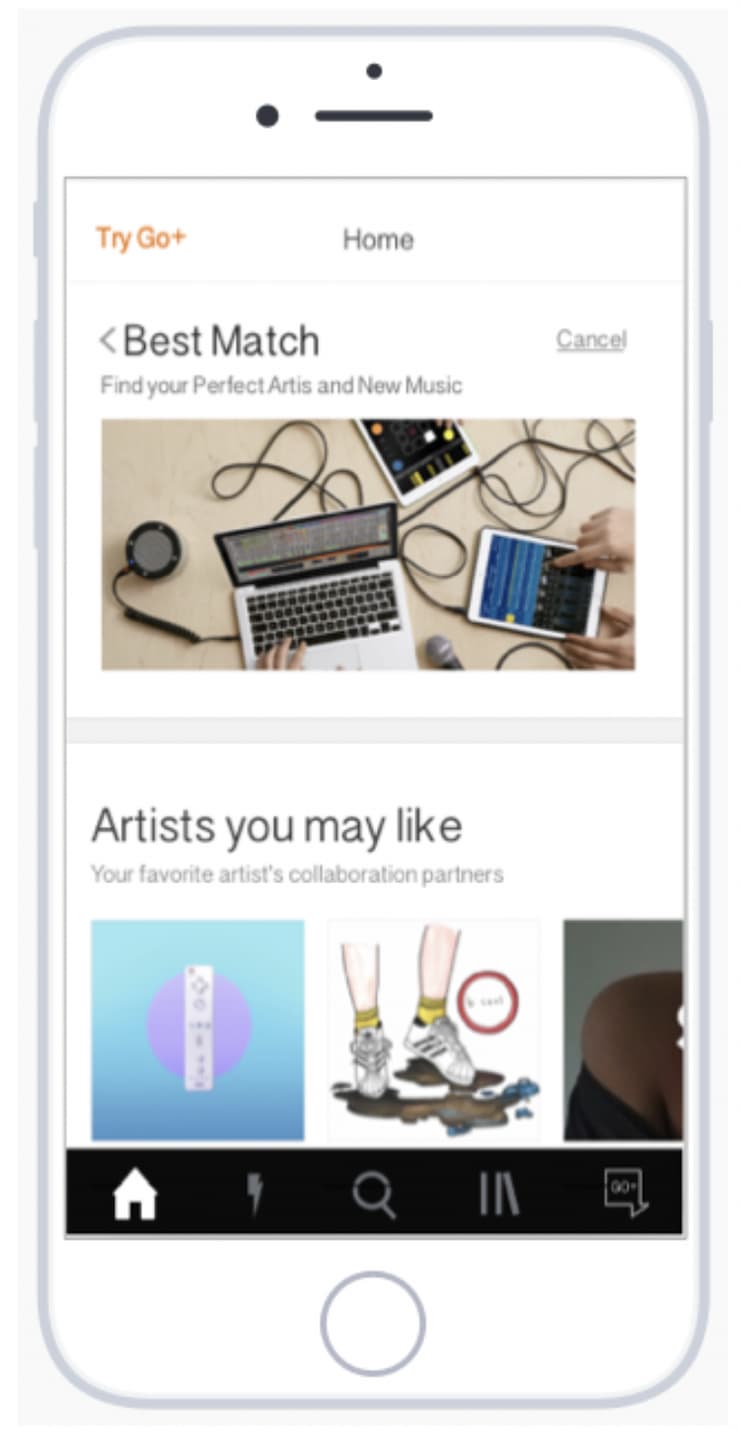 Try Go+
Home
Best Match
Cancel
Find your Perfect Artis and New Music
Artists you may like
Your favorite artist's collaboration partners
GO+